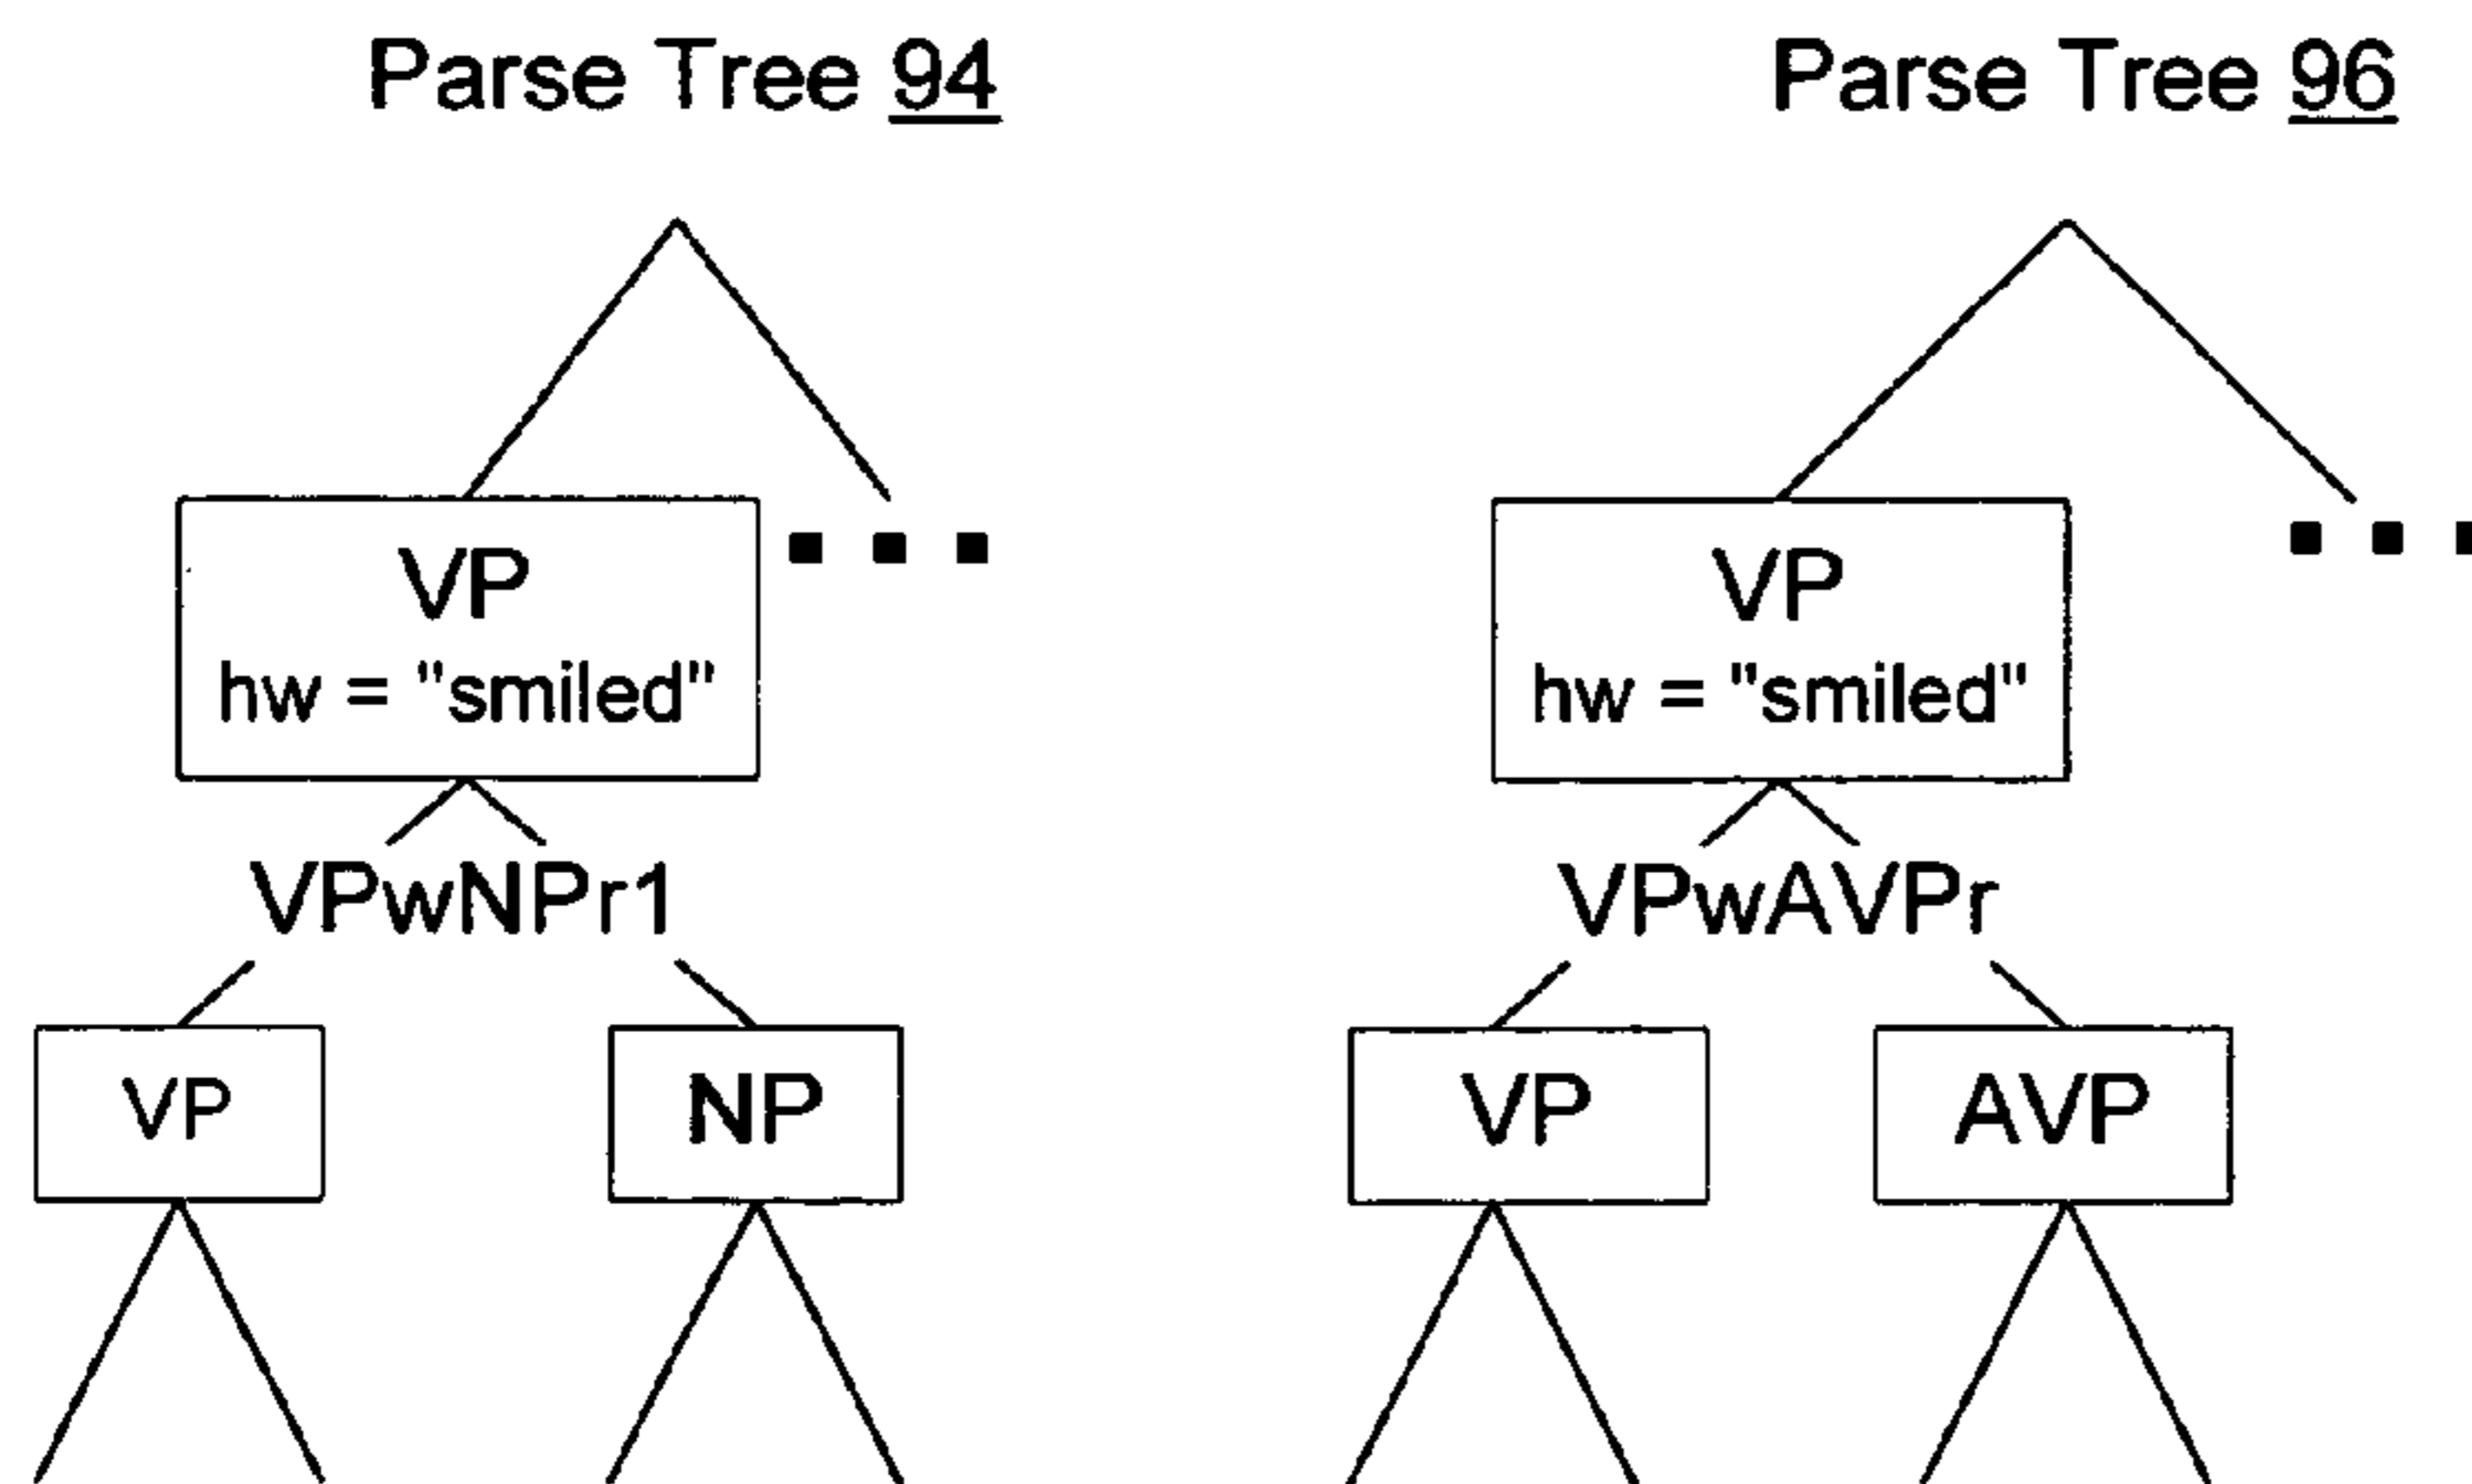 Parse Tree 94
Parse Tree 96
VP
hw = "smiled"
VP
hw = "smiled"
VPwNPr1
VPwAVPr
VP
NP
VP
AVP